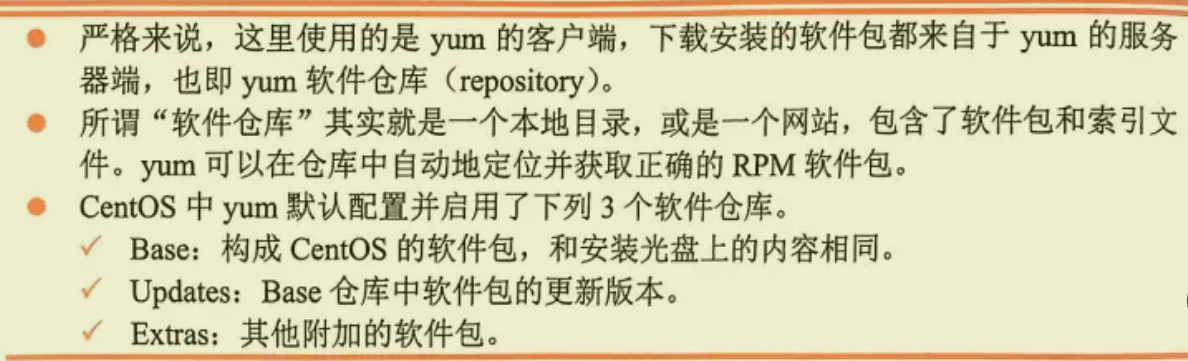 ● 严格来说，这里使用的是 yum 的客户端，下载安装的软件包都来自于 yum 的服务
器端，也即 yum 软件仓库（repository）。
● 所谓“软件仓库”其实就是一个本地目录，或是一个网站，包含了软件包和索引文
件。yum 可以在仓库中自动地定位并获取正确的 RPM 软件包。
● CentOS 中 yum 默认配置并启用了下列 3 个软件仓库。
✓ Base：构成 CentOS 的软件包，和安装光盘上的内容相同。
✓ Updates：Base 仓库中软件包的更新版本。
✓ Extras：其他附加的软件包。